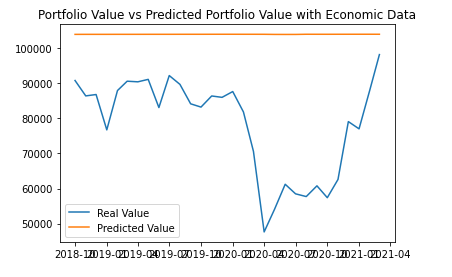 Portfolio Value vs Predicted Portfolio Value with Economic Data
100000
90000
80000
70000
60000
50000
Real Value
Predicted Value
2018-10 2019-01 2019-04 2019-07 2019-10 2020-01 2020-04 2020-07 2020-10 2021-01 2021-04